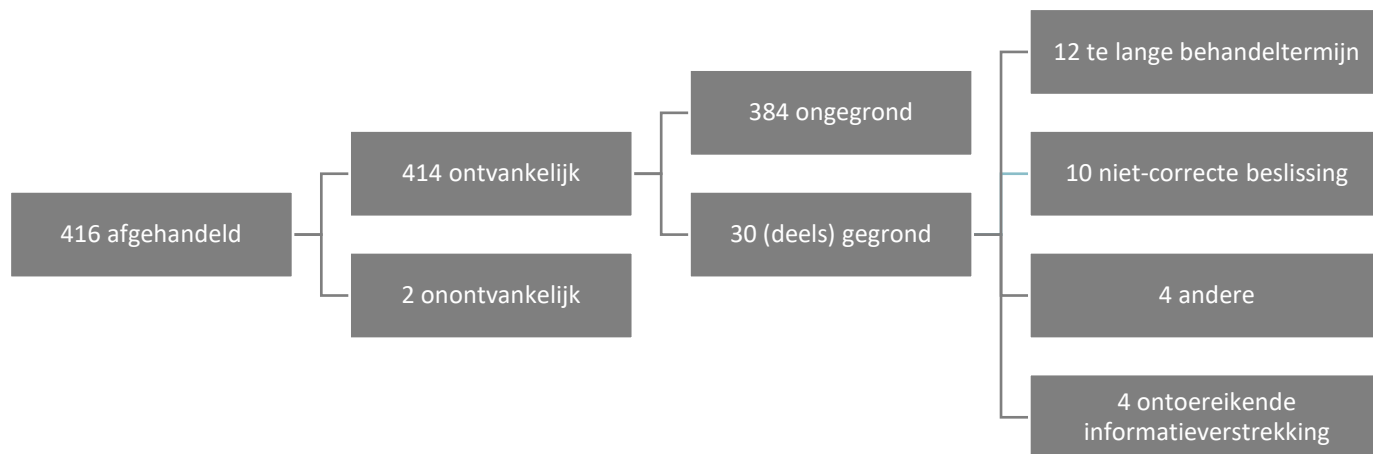 416 afgehandeld
414 ontvankelijk
2 onontvankelijk
384 ongegrond
30 (deels) gegrond
12 te lange behandeltermijn
10 niet-correcte beslissing
4 andere
4 ontoereikende
informatieverstrekking